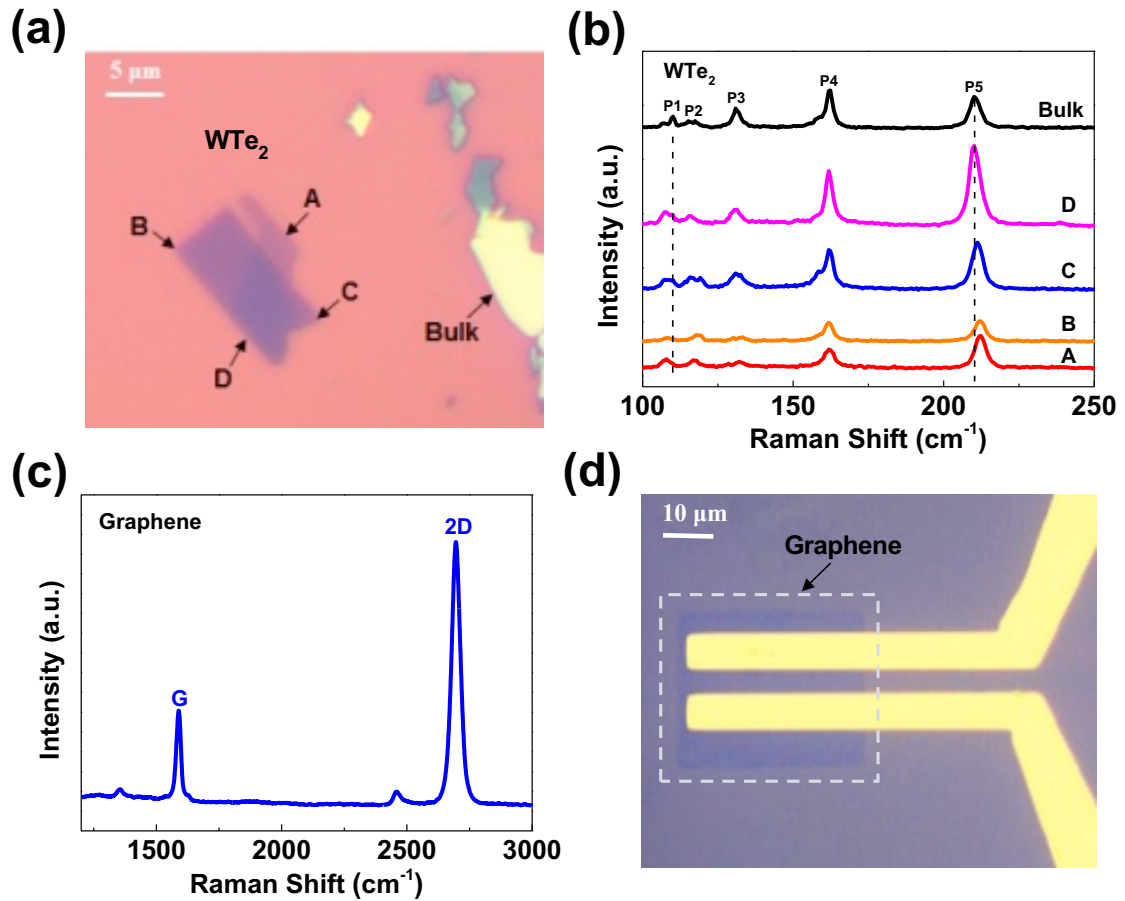 (a)
5 μm
WTe2
A
B
C
D
Bulk
(b)
WTe2
P1
P2
P3
P4
P5
Bulk
D
C
B
A
Intensity (a.u.)
100
150
200
250
Raman Shift (cm-1)
(c)
Graphene
G
2D
Intensity (a.u.)
1500
2000
2500
3000
Raman Shift (cm-1)
(d)
10 μm
Graphene